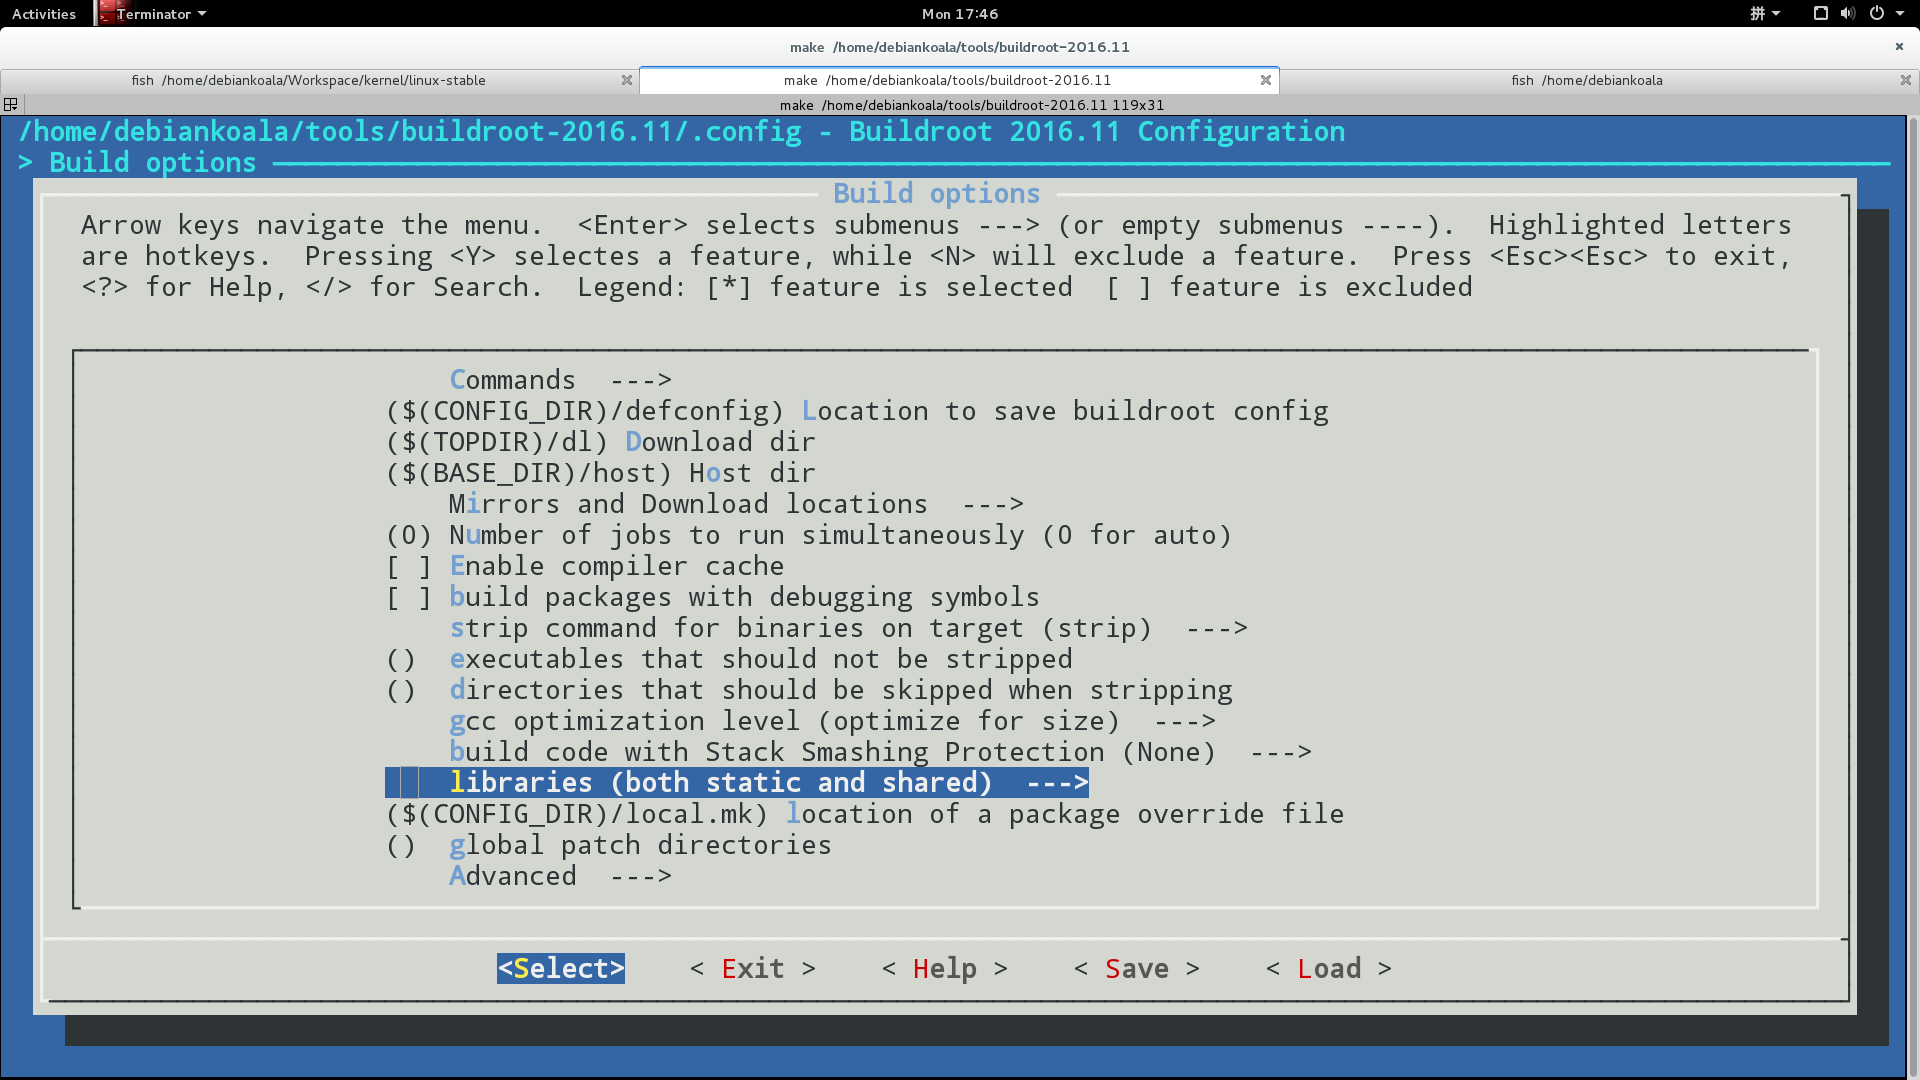 Activities Terminator Mon 17:46 拼
make /home/debiankoala/tools/buildroot-2016.11
fish /home/debiankoala/Workspace/kernel/linux-stable make /home/debiankoala/tools/buildroot-2016.11 fish /home/debiankoala
make /home/debiankoala/tools/buildroot-2016.11 119x31
/home/debiankoala/tools/buildroot-2016.11/.config - Buildroot 2016.11 Configuration
> Build options
Build options
Arrow keys navigate the menu. <Enter> selects submenus ---> (or empty submenus ----). Highlighted letters
are hotkeys. Pressing <Y> selectes a feature, while <N> will exclude a feature. Press <Esc><Esc> to exit,
<?> for Help, </> for Search. Legend: [*] feature is selected [ ] feature is excluded
Commands --->
($(CONFIG_DIR)/defconfig) Location to save buildroot config
($(TOPDIR)/dl) Download dir
($(BASE_DIR)/host) Host dir
Mirrors and Download locations --->
(0) Number of jobs to run simultaneously (0 for auto)
[ ] Enable compiler cache
[ ] build packages with debugging symbols
strip command for binaries on target (strip) --->
() executables that should not be stripped
() directories that should be skipped when stripping
gcc optimization level (optimize for size) --->
build code with Stack Smashing Protection (None) --->
libraries (both static and shared) --->
($(CONFIG_DIR)/local.mk) location of a package override file
() global patch directories
Advanced --->
<Select> < Exit > < Help > < Save > < Load >